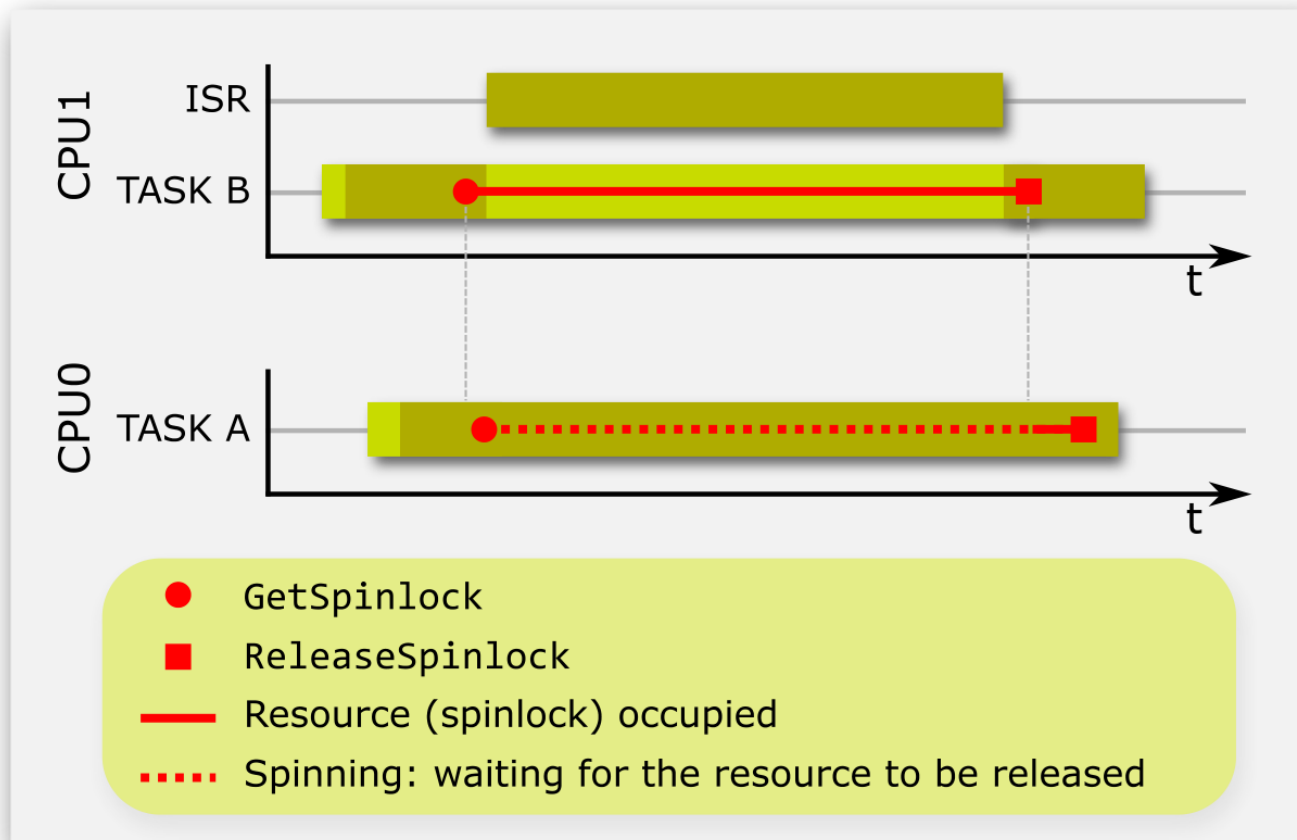 CPU1
ISR
TASK B
t
CPU0
TASK A
t
GetSpinlock
ReleaseSpinlock
Resource (spinlock) occupied
Spinning: waiting for the resource to be released